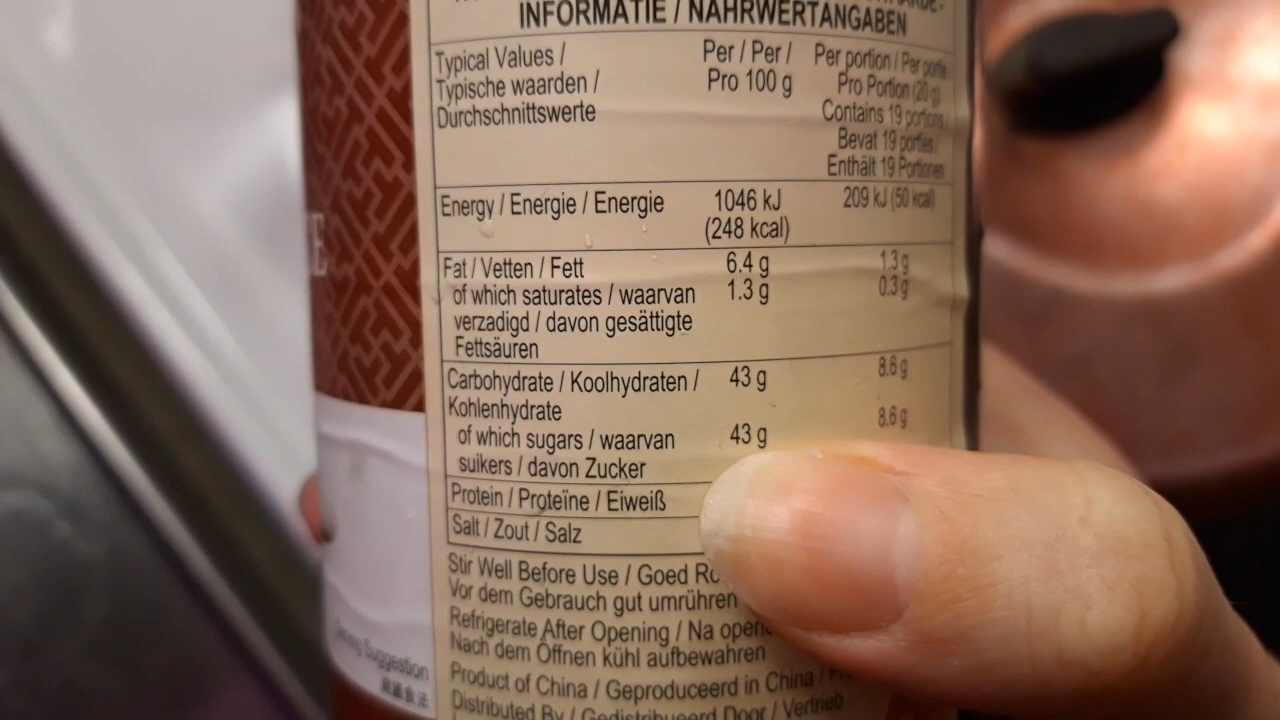 INFORMATIE / NÄHRWERTANGABEN
Typical Values /
Typische waarden /
Durchschnittswerte
Per / Per /
Pro 100 g
Per portion / Per portie
Pro Portion (20 g)
Contains 19 portions
Bevat 19 porties /
Enthält 19 Portionen
Energy / Energie / Energie
1046 kJ
(248 kcal)
209 kJ (50 kcal)
Fat / Vetten / Fett 6.4 g 1.3 g
of which saturates / waarvan 1.3 g 0.3 g
verzadigd / davon gesättigte
Fettsäuren
Carbohydrate / Koolhydraten / 43 g 8.6 g
Kohlenhydrate
of which sugars / waarvan 43 g 8.6 g
suikers / davon Zucker
Protein / Proteïne / Eiweiß
Salt / Zout / Salz
Stir Well Before Use / Goed
Vor dem Gebrauch gut umrühren
Refrigerate After Opening / Na
Nach dem Öffnen kühl aufbewahren
Product of China / Geproduceerd in China /
Distributed By / Gedistribueerd Door / Vertrieb
E
Serving Suggestion